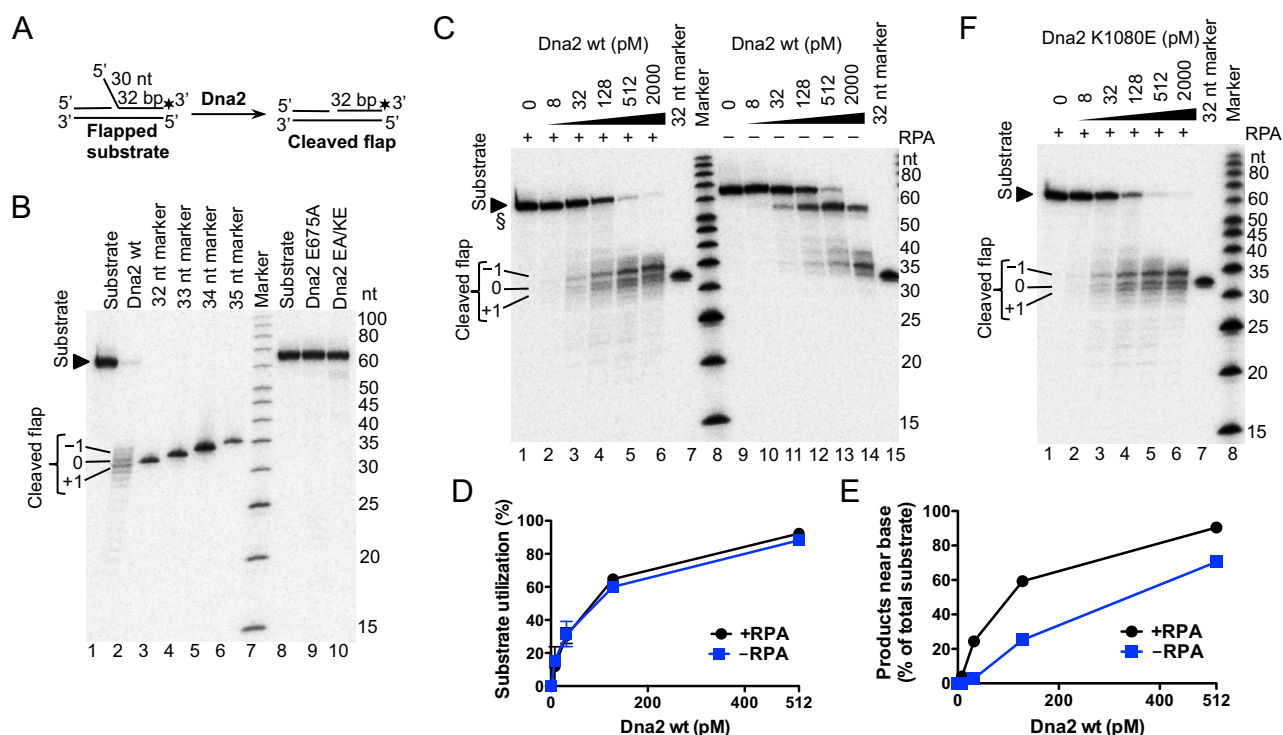 A
5’
30 nt
5’
32 bp
3’
3’
5’
Flapped
substrate
Dna2
5’
32 bp
3’
3’
5’
Cleaved flap
B
Substrate
Dna2 wt
32 nt marker
33 nt marker
34 nt marker
35 nt marker
Marker
Substrate
Dna2 E675A
Dna2 EA/KE
nt
Substrate
Cleaved flap
−1
0
+1
100
80
60
50
45
40
35
30
25
20
15
1 2 3 4 5 6 7 8 9 10
C
Dna2 wt (pM)
Dna2 wt (pM)
0 8 32 128 512 2000 32 nt marker Marker 0 8 32 128 512 2000 32 nt marker
+ + + + + + − − − − − − RPA
Substrate
§
Cleaved flap
−1
0
+1
nt
80
60
50
40
35
30
25
20
15
1 2 3 4 5 6 7 8 9 10 11 12 13 14 15
F
Dna2 K1080E (pM)
0 8 32 128 512 2000 32 nt marker Marker
+ + + + + + RPA
Substrate
Cleaved flap
−1
0
+1
nt
80
60
50
45
40
35
30
25
20
15
1 2 3 4 5 6 7 8
D
Substrate utilization (%)
100
80
60
40
20
0
+RPA
−RPA
0 200 400 512
Dna2 wt (pM)
E
Products near base
(% of total substrate)
100
80
60
40
20
0
+RPA
−RPA
0 200 400 512
Dna2 wt (pM)